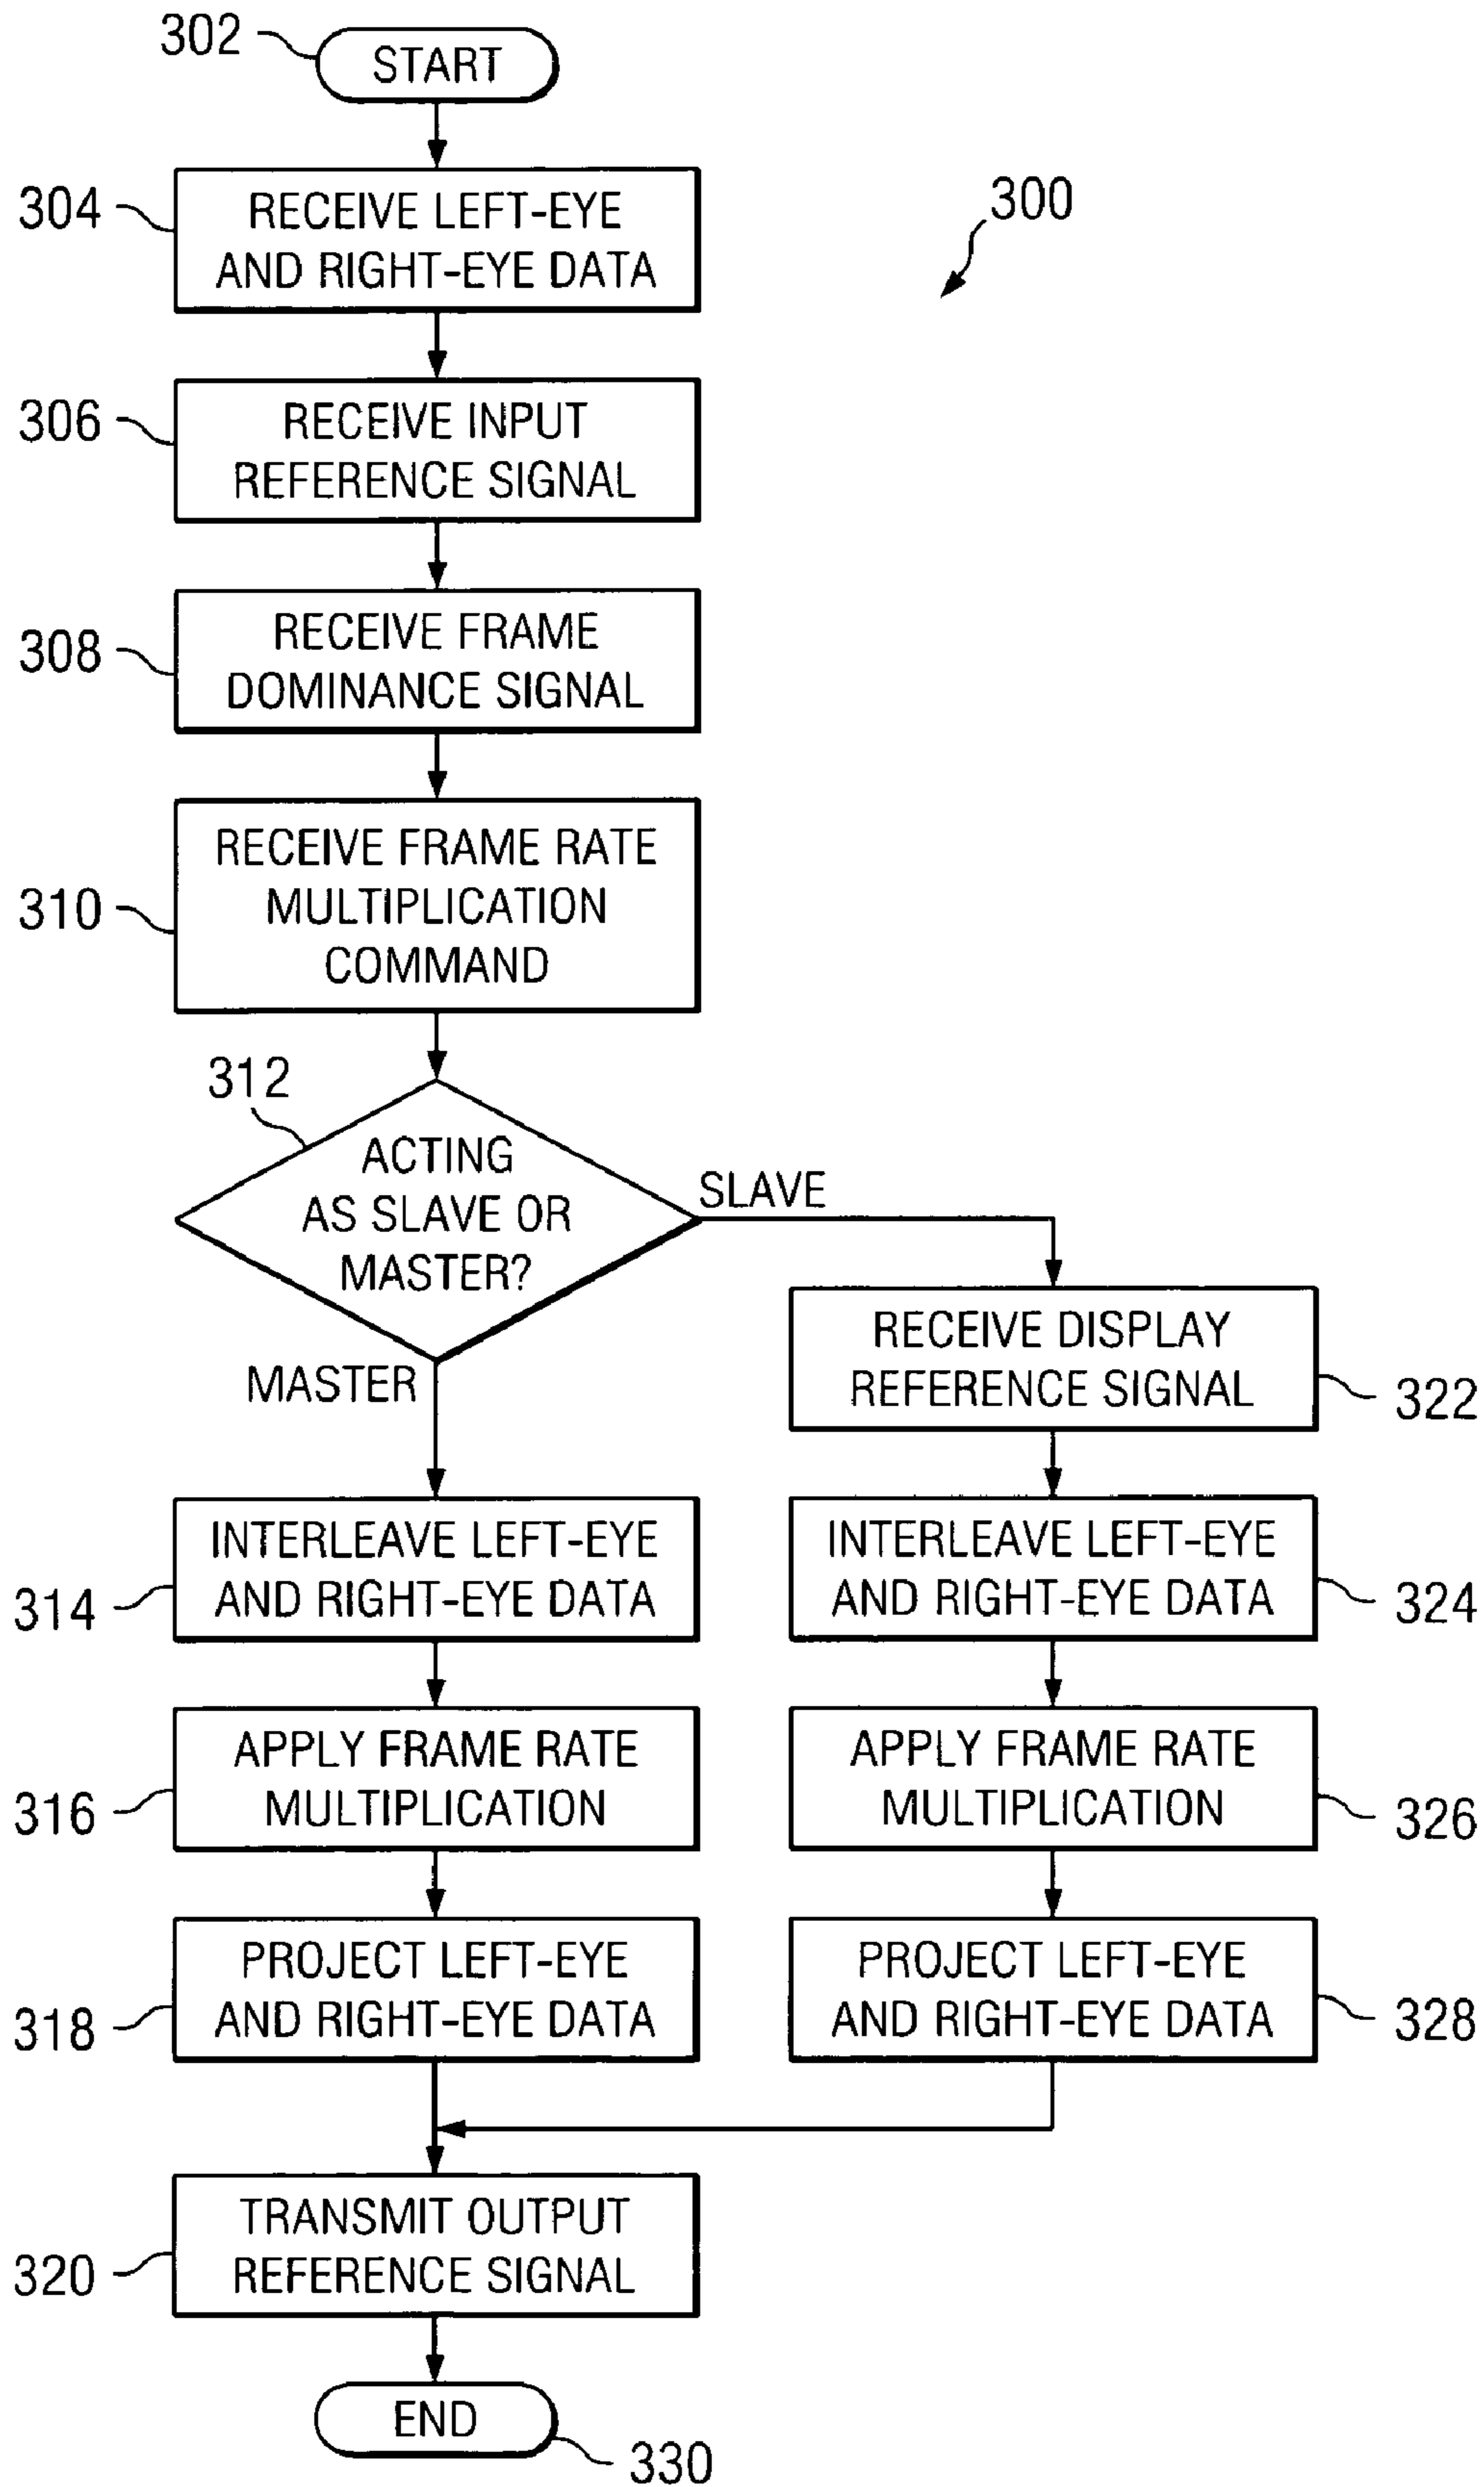 302
START
304
RECEIVE LEFT-EYE
AND RIGHT-EYE DATA
300
306
RECEIVE INPUT
REFERENCE SIGNAL
308
RECEIVE FRAME
DOMINANCE SIGNAL
310
RECEIVE FRAME RATE
MULTIPLICATION
COMMAND
312
ACTING
AS SLAVE OR
MASTER?
SLAVE
MASTER
RECEIVE DISPLAY
REFERENCE SIGNAL
322
314
INTERLEAVE LEFT-EYE
AND RIGHT-EYE DATA
INTERLEAVE LEFT-EYE
AND RIGHT-EYE DATA
324
316
APPLY FRAME RATE
MULTIPLICATION
APPLY FRAME RATE
MULTIPLICATION
326
318
PROJECT LEFT-EYE
AND RIGHT-EYE DATA
PROJECT LEFT-EYE
AND RIGHT-EYE DATA
328
320
TRANSMIT OUTPUT
REFERENCE SIGNAL
END
330